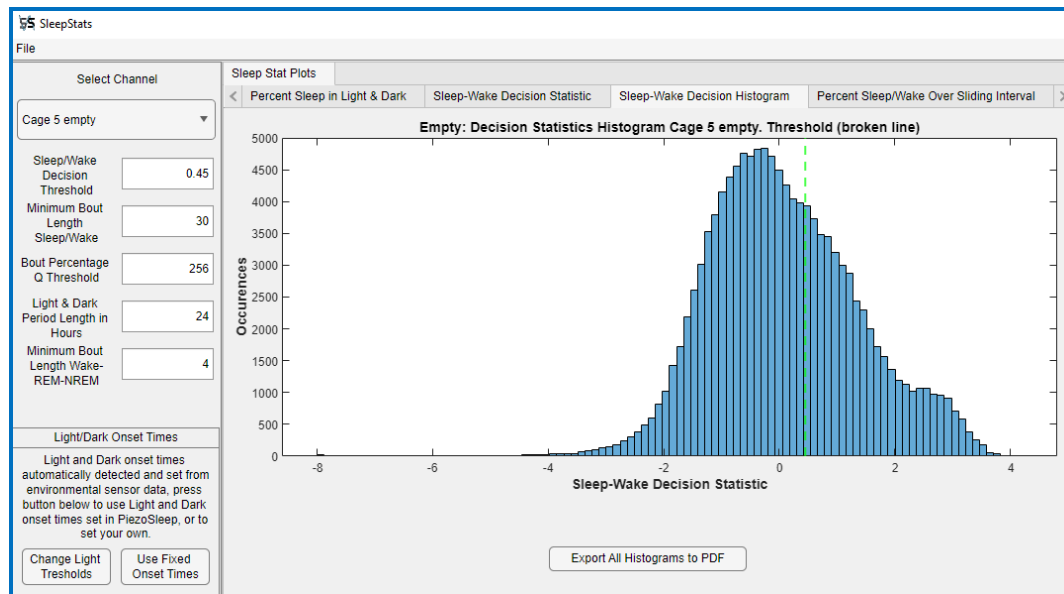 SS SleepStats
File
Select Channel
Cage 5 empty
Sleep/Wake
Decision
Threshold
0.45
Minimum Bout
Length
Sleep/Wake
30
Bout Percentage
Q Threshold
256
Light & Dark
Period Length in
Hours
24
Minimum Bout
Length Wake-
REM-NREM
4
Light/Dark Onset Times
Light and Dark onset times
automatically detected and set from
environmental sensor data, press
button below to use Light and Dark
onset times set in PiezoSleep, or to
set your own.
Change Light
Tresholds
Use Fixed
Onset Times
Sleep Stat Plots
Percent Sleep in Light & Dark
Sleep-Wake Decision Statistic
Sleep-Wake Decision Histogram
Percent Sleep/Wake Over Sliding Interval
Empty: Decision Statistics Histogram Cage 5 empty. Threshold (broken line)
5000
4500
4000
3500
3000
2500
2000
1500
1000
500
0
Occurences
-8
-6
-4
-2
0
2
4
Sleep-Wake Decision Statistic
Export All Histograms to PDF